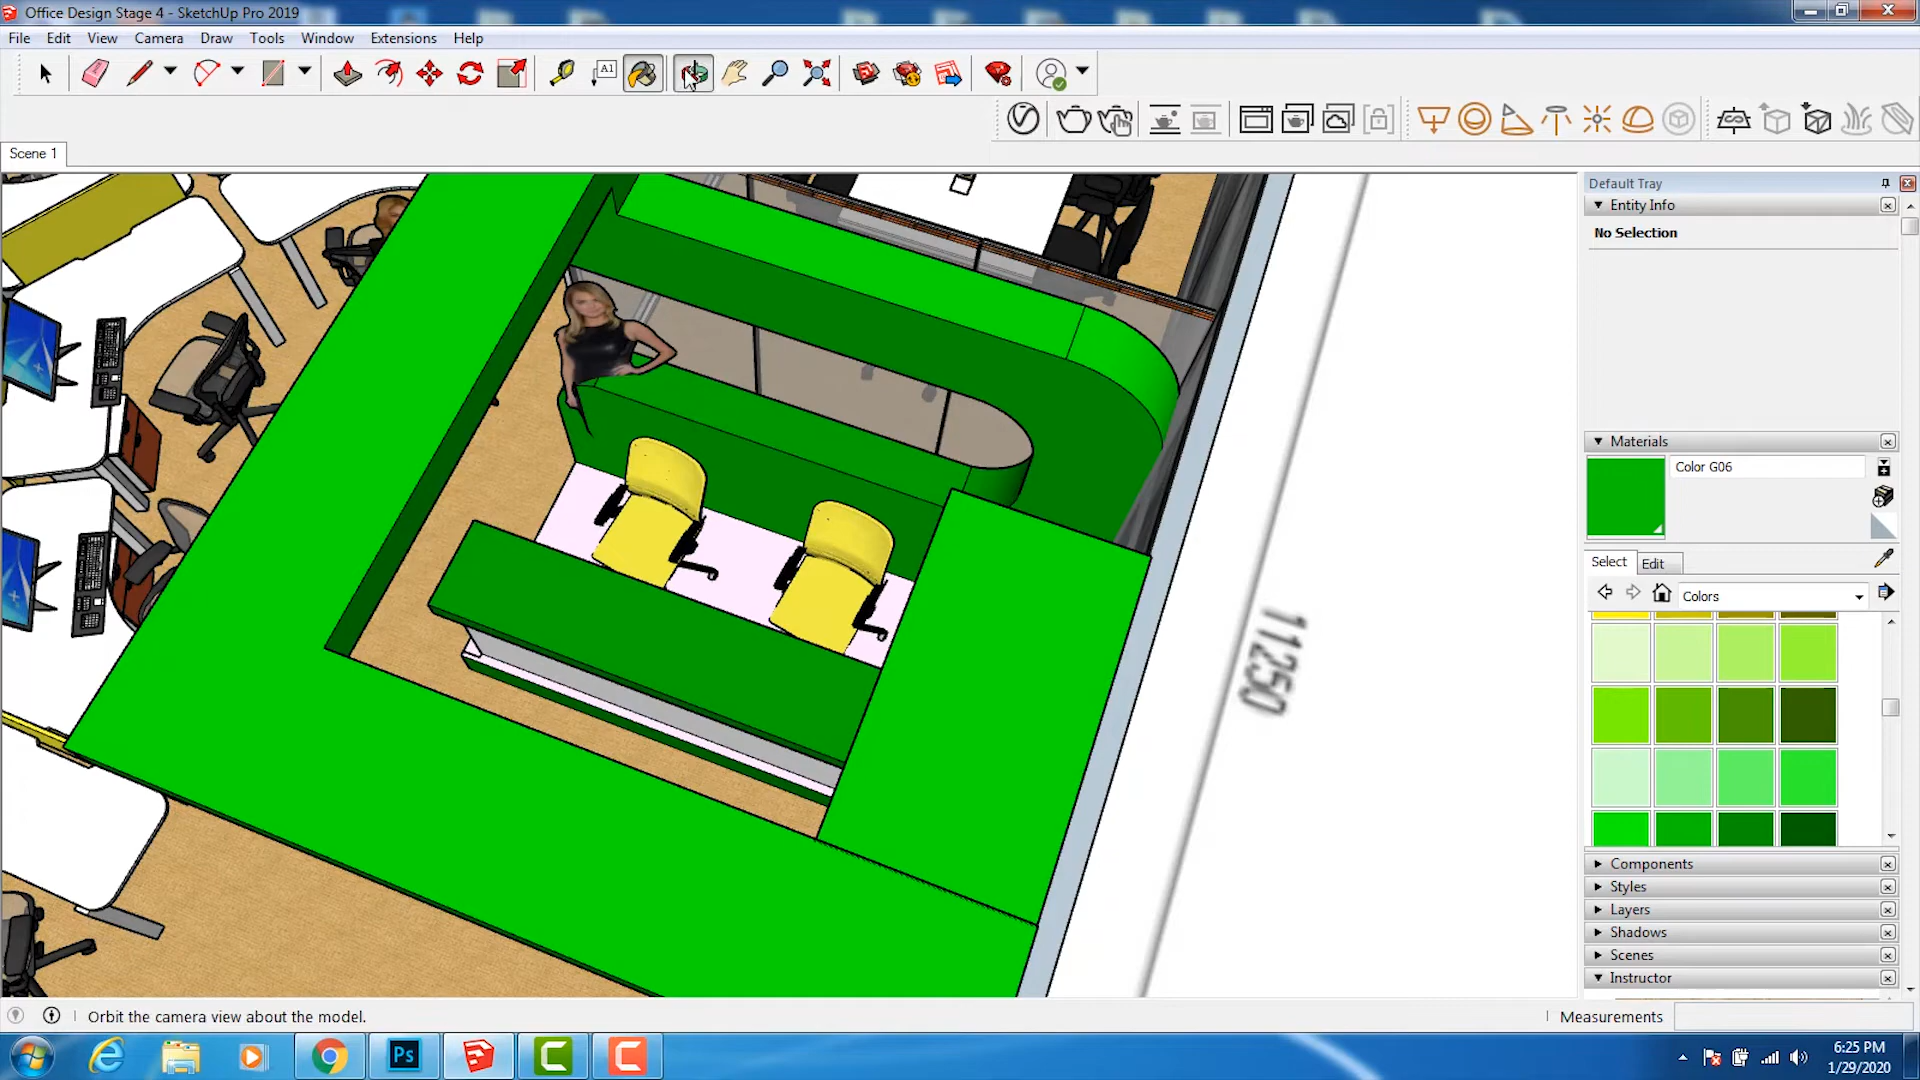 Office Design Stage 4 - SketchUp Pro 2019
File Edit View Camera Draw Tools Window Extensions Help
A1
Scene 1
Default Tray
Entity Info
No Selection
Materials
Color G06
Select Edit
Colors
Components
Styles
Layers
Shadows
Scenes
Instructor
11250
Orbit the camera view about the model.
Measurements
Ps
6:25 PM
1/29/2020